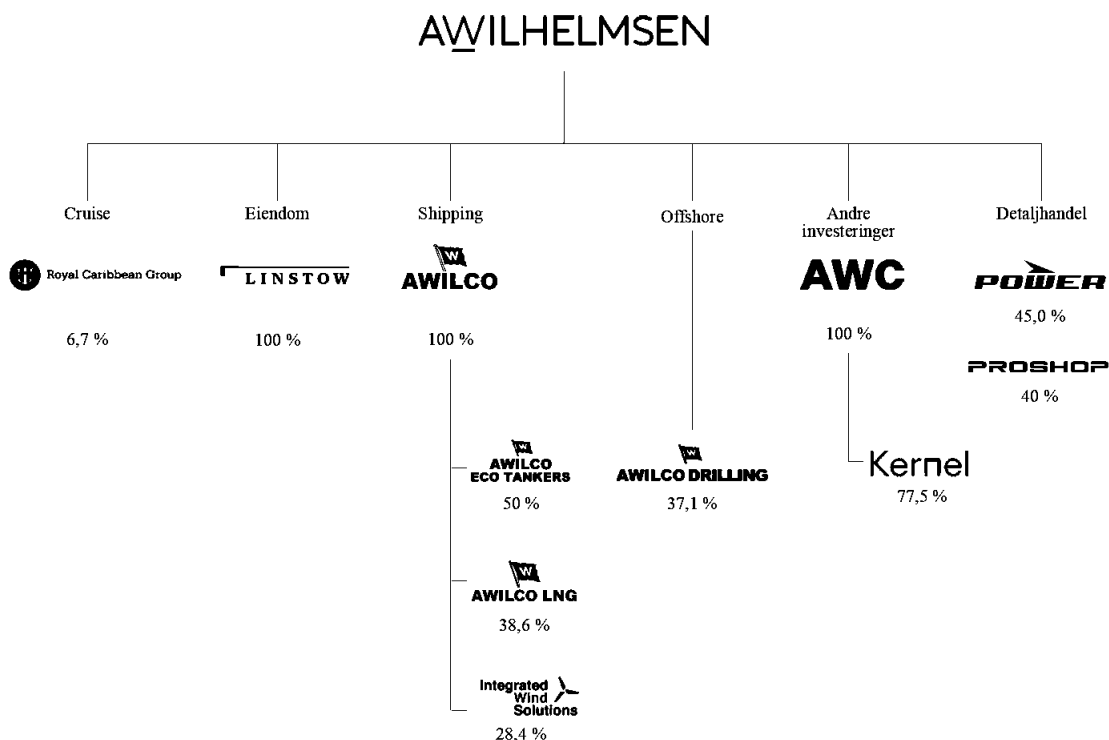 AWILHELMSEN
Cruise
Eiendom
Shipping
Offshore
Andre
investeringer
Detaljhandel
Royal Caribbean Group
6,7 %
LINSTOW
100 %
W
AWILCO
100 %
W
AWILCO
ECO TANKERS
50 %
W
AWILCO LNG
38,6 %
Integrated
Wind
Solutions
28,4 %
W
AWILCO DRILLING
37,1 %
AWC
100 %
Kernel
77,5 %
POWER
45,0 %
PROSHOP
40 %